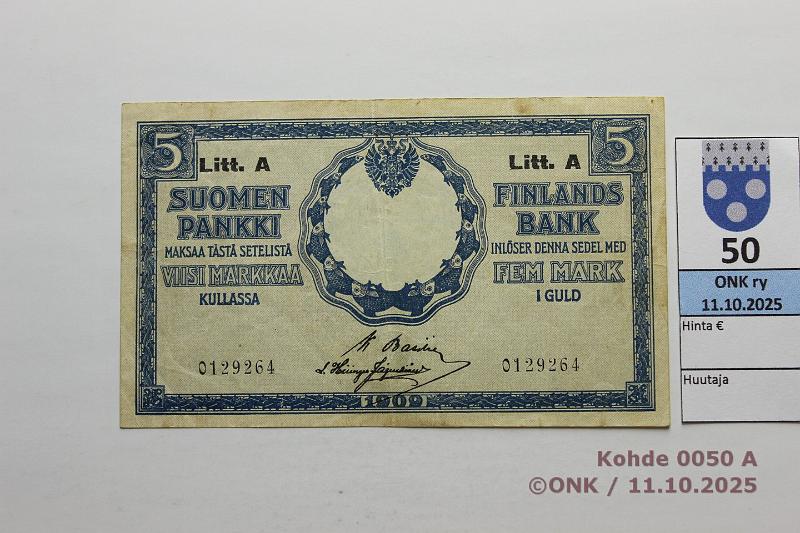 5
5
Litt. A
Litt. A
SUOMEN
PANKKI
MAKSAA TÄSTÄ SETELISTÄ
VIISI MARKKAA
KULLASSA
FINLANDS
BANK
INLÖSER DENNA SEDEL MED
FEM MARK
I GULD
0129264
0129264
1909
50
ONK ry
11.10.2025
Hinta €
Huutaja
Kohde 0050 A
©ONK / 11.10.2025